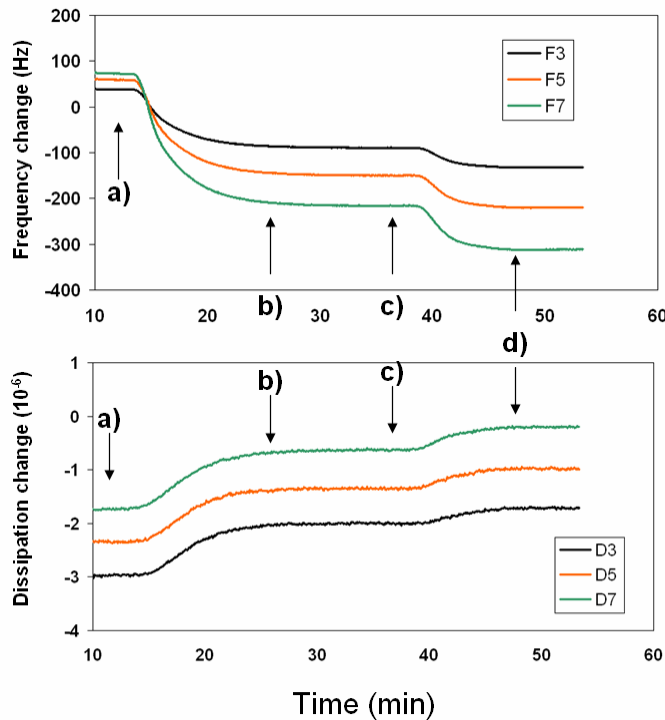 Frequency change (Hz)
200
100
0
-100
-200
-300
-400
F3
F5
F7
a)
b)
c)
10
20
30
40
50
60
d)
Dissipation change (10⁻⁶)
1
0
-1
-2
-3
-4
a)
b)
c)
D3
D5
D7
10
20
30
40
50
60
Time (min)